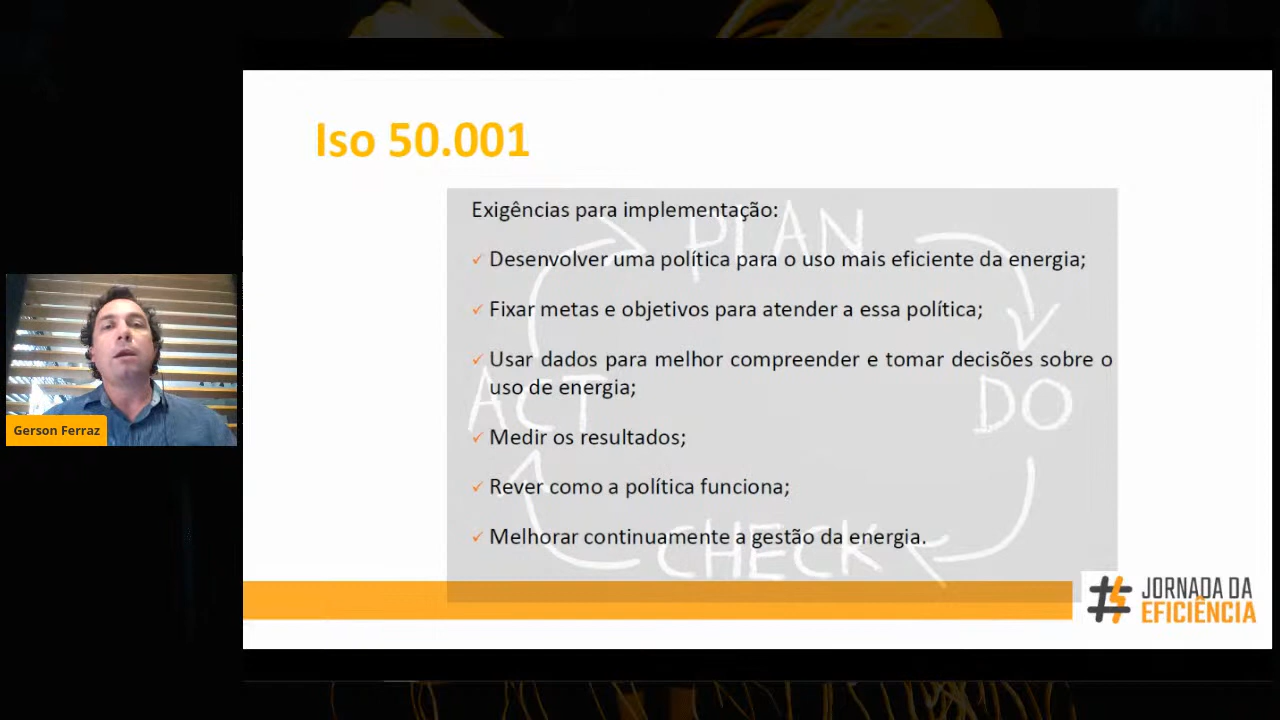 Iso 50.001
Exigências para implementação:
✓ Desenvolver uma política para o uso mais eficiente da energia;
✓ Fixar metas e objetivos para atender a essa política;
✓ Usar dados para melhor compreender e tomar decisões sobre o
uso de energia;
✓ Medir os resultados;
✓ Rever como a política funciona;
✓ Melhorar continuamente a gestão da energia.
PLAN
DO
CHECK
ACT
Gerson Ferraz
JORNADA DA
EFICIÊNCIA